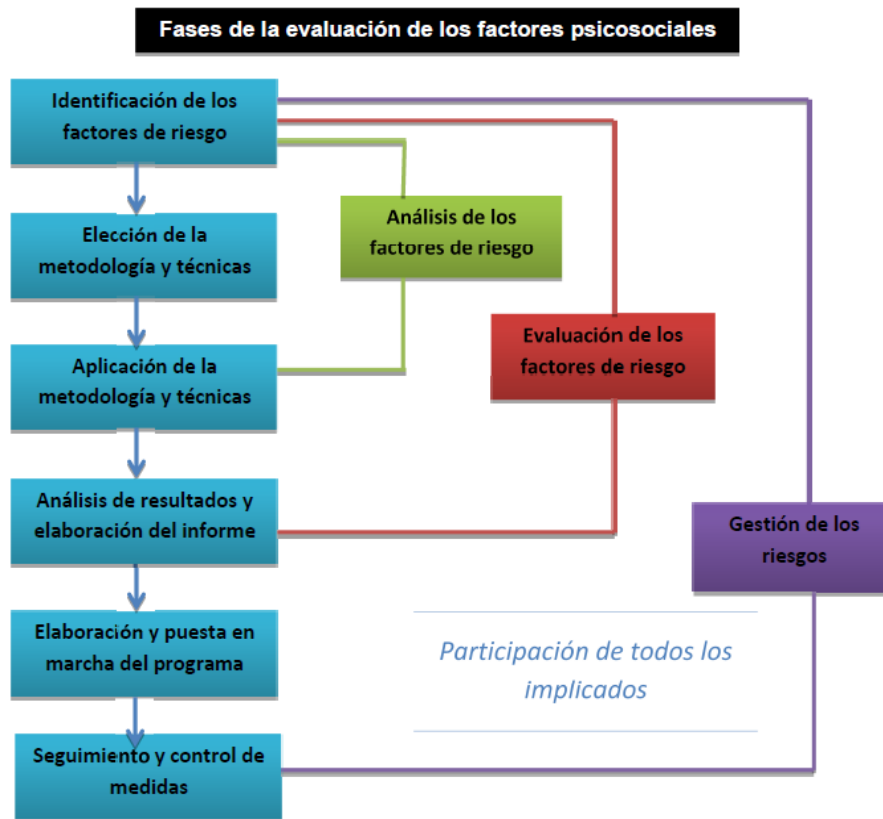 Fases de la evaluación de los factores psicosociales
Identificación de los
factores de riesgo
Elección de la
metodología y técnicas
Aplicación de la
metodología y técnicas
Análisis de resultados y
elaboración del informe
Elaboración y puesta en
marcha del programa
Seguimiento y control de
medidas
Análisis de los
factores de riesgo
Evaluación de los
factores de riesgo
Gestión de los
riesgos
Participación de todos los
implicados